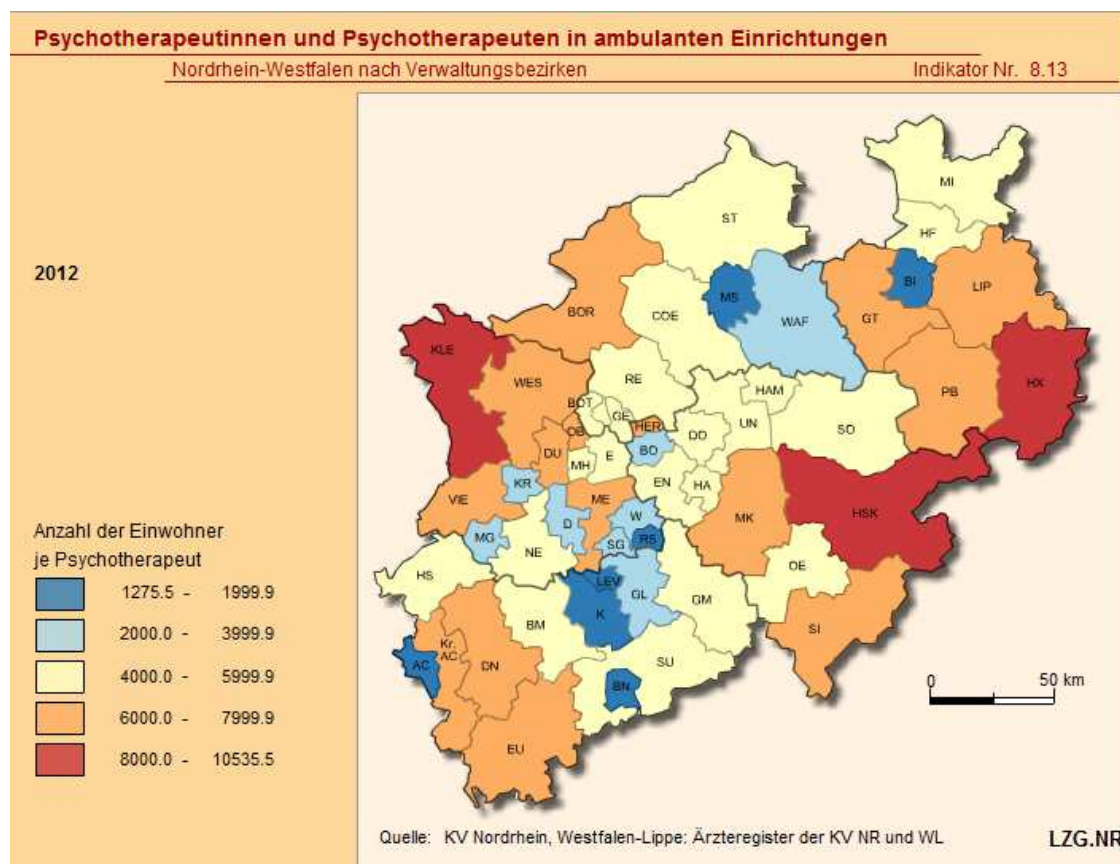 Psychotherapeutinnen und Psychotherapeuten in ambulanten Einrichtungen
Nordrhein-Westfalen nach Verwaltungsbezirken Indikator Nr. 8.13
2012
MI
ST
HF
MS
BI
LIP
WAF
GT
BOR
COE
KLE
WES
RE
HAM
PB
HX
BOT
GE
HER
UN
SO
OB
DO
BO
DU
E
MH
EN
HA
KR
VIE
ME
MK
HSK
D
W
MG
NE
SG
RS
OE
HS
LEV
GL
K
GM
BM
SI
Kr.
AC
AC
DN
SU
BN
EU
Anzahl der Einwohner
je Psychotherapeut
1275.5 - 1999.9
2000.0 - 3999.9
4000.0 - 5999.9
6000.0 - 7999.9
8000.0 - 10535.5
0 50 km
Quelle: KV Nordrhein, Westfalen-Lippe: Ärzteregister der KV NR und WL
LZG.NR